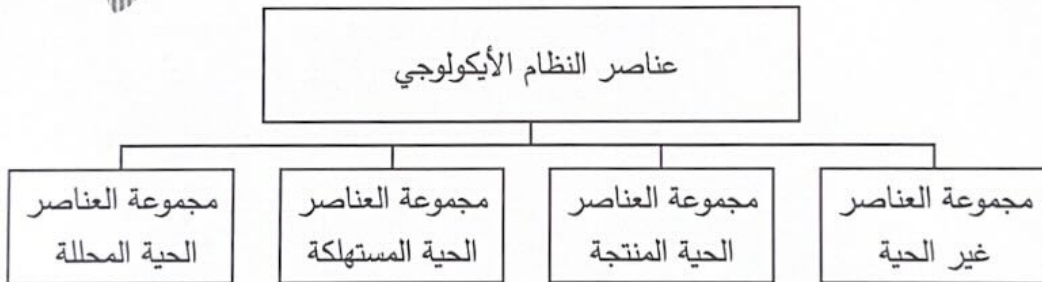 عناصر النظام الأيكولوجي
مجموعة العناصر
غير الحية
مجموعة العناصر
الحية المنتجة
مجموعة العناصر
الحية المستهلكة
مجموعة العناصر
الحية المحللة